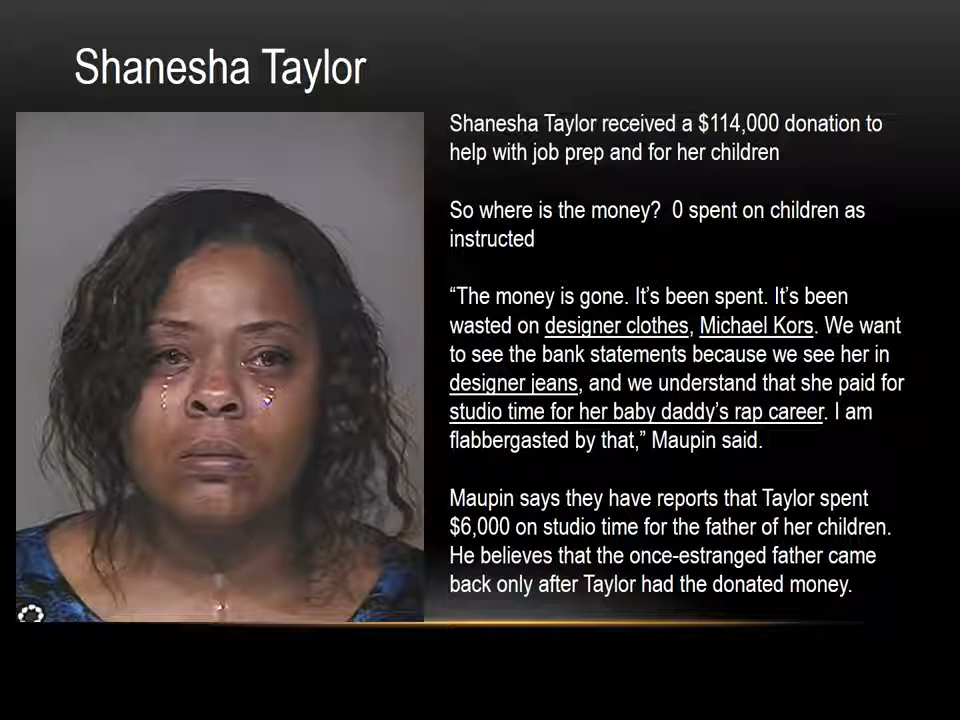 Shanesha Taylor
Shanesha Taylor received a $114,000 donation to
help with job prep and for her children
So where is the money?  0 spent on children as
instructed
“The money is gone. It’s been spent. It’s been
wasted on designer clothes, Michael Kors. We want
to see the bank statements because we see her in
designer jeans, and we understand that she paid for
studio time for her baby daddy’s rap career. I am
flabbergasted by that,” Maupin said.
Maupin says they have reports that Taylor spent
$6,000 on studio time for the father of her children.
He believes that the once-estranged father came
back only after Taylor had the donated money.